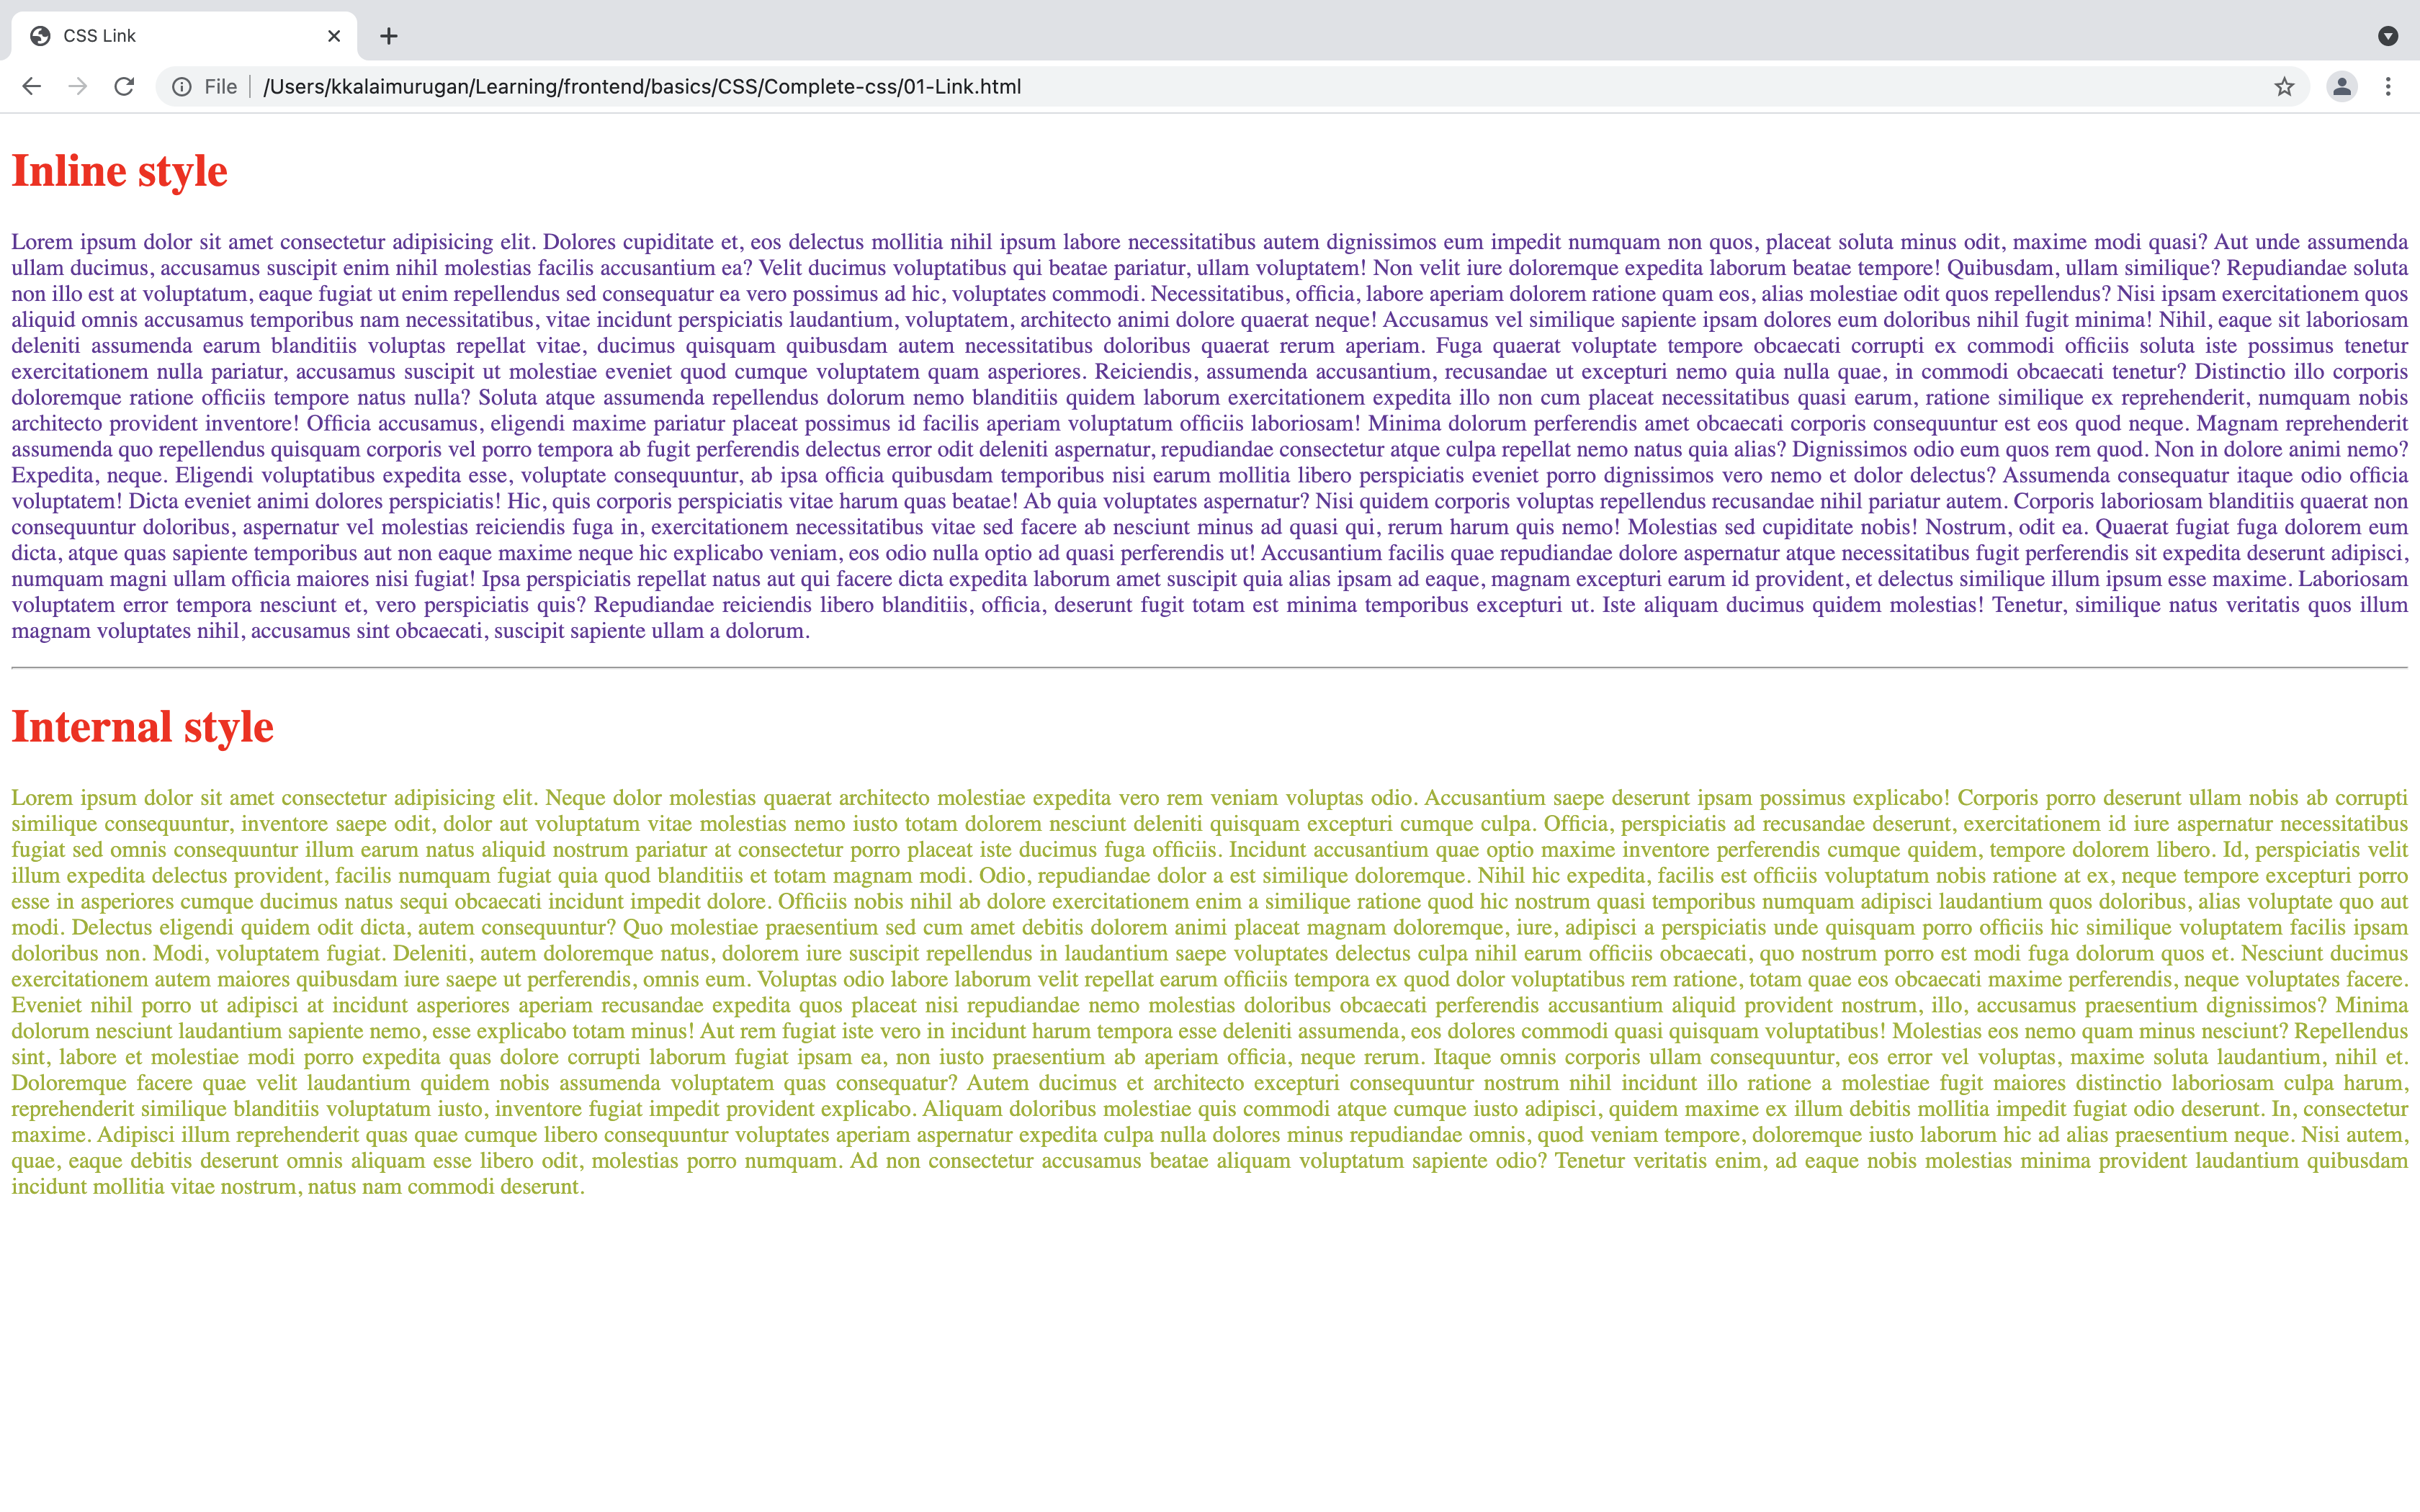 CSS Link
File
/Users/kkalaimurugan/Learning/frontend/basics/CSS/Complete-css/01-Link.html
Inline style
Lorem ipsum dolor sit amet consectetur adipisicing elit. Dolores cupiditate et, eos delectus mollitia nihil ipsum labore necessitatibus autem dignissimos eum impedit numquam non quos, placeat soluta minus odit, maxime modi quasi? Aut unde assumenda
ullam ducimus, accusamus suscipit enim nihil molestias facilis accusantium ea? Velit ducimus voluptatibus qui beatae pariatur, ullam voluptatem! Non velit iure doloremque expedita laborum beatae tempore! Quibusdam, ullam similique? Repudiandae soluta
non illo est at voluptatum, eaque fugiat ut enim repellendus sed consequatur ea vero possimus ad hic, voluptates commodi. Necessitatibus, officia, labore aperiam dolorem ratione quam eos, alias molestiae odit quos repellendus? Nisi ipsam exercitationem quos
aliquid omnis accusamus temporibus nam necessitatibus, vitae incidunt perspiciatis laudantium, voluptatem, architecto animi dolore quaerat neque! Accusamus vel similique sapiente ipsam dolores eum doloribus nihil fugit minima! Nihil, eaque sit laboriosam
deleniti assumenda earum blanditiis voluptas repellat vitae, ducimus quisquam quibusdam autem necessitatibus doloribus quaerat rerum aperiam. Fuga quaerat voluptate tempore obcaecati corrupti ex commodi officiis soluta iste possimus tenetur
exercitationem nulla pariatur, accusamus suscipit ut molestiae eveniet quod cumque voluptatem quam asperiores. Reiciendis, assumenda accusantium, recusandae ut excepturi nemo quia nulla quae, in commodi obcaecati tenetur? Distinctio illo corporis
doloremque ratione officiis tempore natus nulla? Soluta atque assumenda repellendus dolorum nemo blanditiis quidem laborum exercitationem expedita illo non cum placeat necessitatibus quasi earum, ratione similique ex reprehenderit, numquam nobis
architecto provident inventore! Officia accusamus, eligendi maxime pariatur placeat possimus id facilis aperiam voluptatum officiis laboriosam! Minima dolorum perferendis amet obcaecati corporis consequuntur est eos quod neque. Magnam reprehenderit
assumenda quo repellendus quisquam corporis vel porro tempora ab fugit perferendis delectus error odit deleniti aspernatur, repudiandae consectetur atque culpa repellat nemo natus quia alias? Dignissimos odio eum quos rem quod. Non in dolore animi nemo?
Expedita, neque. Eligendi voluptatibus expedita esse, voluptate consequuntur, ab ipsa officia quibusdam temporibus nisi earum mollitia libero perspiciatis eveniet porro dignissimos vero nemo et dolor delectus? Assumenda consequatur itaque odio officia
voluptatem! Dicta eveniet animi dolores perspiciatis! Hic, quis corporis perspiciatis vitae harum quas beatae! Ab quia voluptates aspernatur? Nisi quidem corporis voluptas repellendus recusandae nihil pariatur autem. Corporis laboriosam blanditiis quaerat non
consequuntur doloribus, aspernatur vel molestias reiciendis fuga in, exercitationem necessitatibus vitae sed facere ab nesciunt minus ad quasi qui, rerum harum quis nemo! Molestias sed cupiditate nobis! Nostrum, odit ea. Quaerat fugiat fuga dolorem eum
dicta, atque quas sapiente temporibus aut non eaque maxime neque hic explicabo veniam, eos odio nulla optio ad quasi perferendis ut! Accusantium facilis quae repudiandae dolore aspernatur atque necessitatibus fugit perferendis sit expedita deserunt adipisci,
numquam magni ullam officia maiores nisi fugiat! Ipsa perspiciatis repellat natus aut qui facere dicta expedita laborum amet suscipit quia alias ipsam ad eaque, magnam excepturi earum id provident, et delectus similique illum ipsum esse maxime. Laboriosam
voluptatem error tempora nesciunt et, vero perspiciatis quis? Repudiandae reiciendis libero blanditiis, officia, deserunt fugit totam est minima temporibus excepturi ut. Iste aliquam ducimus quidem molestias! Tenetur, similique natus veritatis quos illum
magnam voluptates nihil, accusamus sint obcaecati, suscipit sapiente ullam a dolorum.
Internal style
Lorem ipsum dolor sit amet consectetur adipisicing elit. Neque dolor molestias quaerat architecto molestiae expedita vero rem veniam voluptas odio. Accusantium saepe deserunt ipsam possimus explicabo! Corporis porro deserunt ullam nobis ab corrupti
similique consequuntur, inventore saepe odit, dolor aut voluptatum vitae molestias nemo iusto totam dolorem nesciunt deleniti quisquam excepturi cumque culpa. Officia, perspiciatis ad recusandae deserunt, exercitationem id iure aspernatur necessitatibus
fugiat sed omnis consequuntur illum earum natus aliquid nostrum pariatur at consectetur porro placeat iste ducimus fuga officiis. Incidunt accusantium quae optio maxime inventore perferendis cumque quidem, tempore dolorem libero. Id, perspiciatis velit
illum expedita delectus provident, facilis numquam fugiat quia quod blanditiis et totam magnam modi. Odio, repudiandae dolor a est similique doloremque. Nihil hic expedita, facilis est officiis voluptatum nobis ratione at ex, neque tempore excepturi porro
esse in asperiores cumque ducimus natus sequi obcaecati incidunt impedit dolore. Officiis nobis nihil ab dolore exercitationem enim a similique ratione quod hic nostrum quasi temporibus numquam adipisci laudantium quos doloribus, alias voluptate quo aut
modi. Delectus eligendi quidem odit dicta, autem consequuntur? Quo molestiae praesentium sed cum amet debitis dolorem animi placeat magnam doloremque, iure, adipisci a perspiciatis unde quisquam porro officiis hic similique voluptatem facilis ipsam
doloribus non. Modi, voluptatem fugiat. Deleniti, autem doloremque natus, dolorem iure suscipit repellendus in laudantium saepe voluptates delectus culpa nihil earum officiis obcaecati, quo nostrum porro est modi fuga dolorum quos et. Nesciunt ducimus
exercitationem autem maiores quibusdam iure saepe ut perferendis, omnis eum. Voluptas odio labore laborum velit repellat earum officiis tempora ex quod dolor voluptatibus rem ratione, totam quae eos obcaecati maxime perferendis, neque voluptates facere.
Eveniet nihil porro ut adipisci at incidunt asperiores aperiam recusandae expedita quos placeat nisi repudiandae nemo molestias doloribus obcaecati perferendis accusantium aliquid provident nostrum, illo, accusamus praesentium dignissimos? Minima
dolorum nesciunt laudantium sapiente nemo, esse explicabo totam minus! Aut rem fugiat iste vero in incidunt harum tempora esse deleniti assumenda, eos dolores commodi quasi quisquam voluptatibus! Molestias eos nemo quam minus nesciunt? Repellendus
sint, labore et molestiae modi porro expedita quas dolore corrupti laborum fugiat ipsam ea, non iusto praesentium ab aperiam officia, neque rerum. Itaque omnis corporis ullam consequuntur, eos error vel voluptas, maxime soluta laudantium, nihil et.
Doloremque facere quae velit laudantium quidem nobis assumenda voluptatem quas consequatur? Autem ducimus et architecto excepturi consequuntur nostrum nihil incidunt illo ratione a molestiae fugit maiores distinctio laboriosam culpa harum,
reprehenderit similique blanditiis voluptatum iusto, inventore fugiat impedit provident explicabo. Aliquam doloribus molestiae quis commodi atque cumque iusto adipisci, quidem maxime ex illum debitis mollitia impedit fugiat odio deserunt. In, consectetur
maxime. Adipisci illum reprehenderit quas quae cumque libero consequuntur voluptates aperiam aspernatur expedita culpa nulla dolores minus repudiandae omnis, quod veniam tempore, doloremque iusto laborum hic ad alias praesentium neque. Nisi autem,
quae, eaque debitis deserunt omnis aliquam esse libero odit, molestias porro numquam. Ad non consectetur accusamus beatae aliquam voluptatum sapiente odio? Tenetur veritatis enim, ad eaque nobis molestias minima provident laudantium quibusdam
incidunt mollitia vitae nostrum, natus nam commodi deserunt.